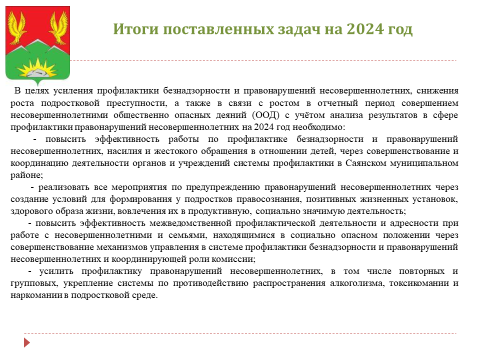 Итоги поставленных задач на 2024 год
В целях усиления профилактики безнадзорности и правонарушений несовершеннолетних, снижения
роста подростковой преступности, а также в связи с ростом в отчетный период совершением
несовершеннолетними общественно опасных деяний (ООД) с учётом анализа результатов в сфере
профилактики правонарушений несовершеннолетних на 2024 год необходимо:
- повысить эффективность работы по профилактике безнадзорности и правонарушений
несовершеннолетних, насилия и жестокого обращения в отношении детей, через совершенствование и
координацию деятельности органов и учреждений системы профилактики в Саянском муниципальном
районе;
- реализовать все мероприятия по предупреждению правонарушений несовершеннолетних через
создание условий для формирования у подростков правосознания, позитивных жизненных установок,
здорового образа жизни, вовлечения их в продуктивную, социально значимую деятельность;
- повысить эффективность межведомственной профилактической деятельности и адресности при
работе с несовершеннолетними и семьями, находящимися в социально опасном положении через
совершенствование механизмов управления в системе профилактики безнадзорности и правонарушений
несовершеннолетних и координирующей роли комиссии;
- усилить профилактику правонарушений несовершеннолетних, в том числе повторных и
групповых, укрепление системы по противодействию распространения алкоголизма, токсикомании и
наркомании в подростковой среде.